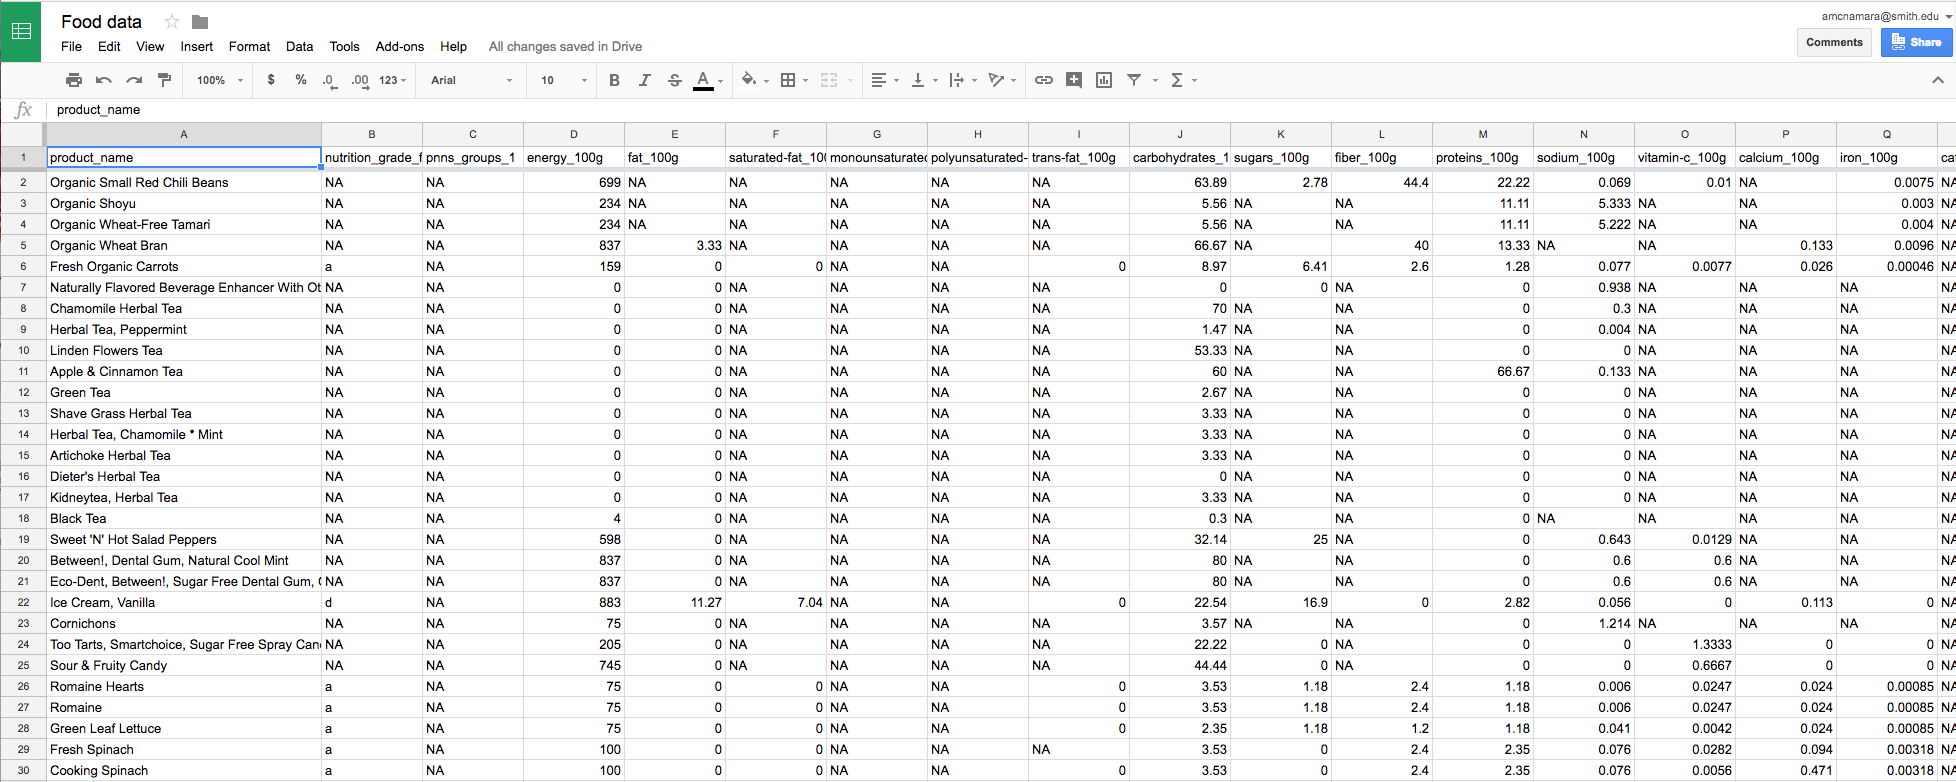 Food data
amcnamara@smith.edu
File Edit View Insert Format Data Tools Add-ons Help All changes saved in Drive
Comments Share
100% $ % .0 .00 123 Arial 10 B I S A Σ
fx product_name
A B C D E F G H I J K L M N O P Q
1 product_name nutrition_grade_f pnns_groups_1 energy_100g fat_100g saturated-fat_100 monounsaturated polyunsaturated- trans-fat_100g carbohydrates_1 sugars_100g fiber_100g proteins_100g sodium_100g vitamin-c_100g calcium_100g iron_100g ca
2 Organic Small Red Chili Beans NA NA 699 NA NA NA NA NA 63.89 2.78 44.4 22.22 0.069 0.01 NA 0.0075 NA
3 Organic Shoyu NA NA 234 NA NA NA NA NA 5.56 NA NA 11.11 5.333 NA NA 0.003 NA
4 Organic Wheat-Free Tamari NA NA 234 NA NA NA NA NA 5.56 NA NA 11.11 5.222 NA NA 0.004 NA
5 Organic Wheat Bran NA NA 837 3.33 NA NA NA NA 66.67 NA 40 13.33 NA NA 0.133 0.0096 NA
6 Fresh Organic Carrots a NA 159 0 0 NA NA 0 8.97 6.41 2.6 1.28 0.077 0.0077 0.026 0.00046 NA
7 Naturally Flavored Beverage Enhancer With Ot NA NA 0 0 NA NA NA NA 0 0 NA 0 0.938 NA NA NA NA
8 Chamomile Herbal Tea NA NA 0 0 NA NA NA NA 70 NA NA 0 0.3 NA NA NA NA
9 Herbal Tea, Peppermint NA NA 0 0 NA NA NA NA 1.47 NA NA 0 0.004 NA NA NA NA
10 Linden Flowers Tea NA NA 0 0 NA NA NA NA 53.33 NA NA 0 0 NA NA NA NA
11 Apple & Cinnamon Tea NA NA 0 0 NA NA NA NA 60 NA NA 66.67 0.133 NA NA NA NA
12 Green Tea NA NA 0 0 NA NA NA NA 2.67 NA NA 0 0 NA NA NA NA
13 Shave Grass Herbal Tea NA NA 0 0 NA NA NA NA 3.33 NA NA 0 0 NA NA NA NA
14 Herbal Tea, Chamomile * Mint NA NA 0 0 NA NA NA NA 3.33 NA NA 0 0 NA NA NA NA
15 Artichoke Herbal Tea NA NA 0 0 NA NA NA NA 3.33 NA NA 0 0 NA NA NA NA
16 Dieter's Herbal Tea NA NA 0 0 NA NA NA NA 0 NA NA 0 0 NA NA NA NA
17 Kidneytea, Herbal Tea NA NA 0 0 NA NA NA NA 3.33 NA NA 0 0 NA NA NA NA
18 Black Tea NA NA 4 0 NA NA NA NA 0.3 NA NA 0 NA NA NA NA NA
19 Sweet 'N' Hot Salad Peppers NA NA 598 0 NA NA NA NA 32.14 25 NA 0 0.643 0.0129 NA NA NA
20 Between!, Dental Gum, Natural Cool Mint NA NA 837 0 NA NA NA NA 80 NA NA 0 0.6 0.6 NA NA NA
21 Eco-Dent, Between!, Sugar Free Dental Gum, ( NA NA 837 0 NA NA NA NA 80 NA NA 0 0.6 0.6 NA NA NA
22 Ice Cream, Vanilla d NA 883 11.27 7.04 NA NA 0 22.54 16.9 0 2.82 0.056 0 0.113 0 NA
23 Cornichons NA NA 75 0 NA NA NA NA 3.57 NA NA 0 1.214 NA NA NA NA
24 Too Tarts, Smartchoice, Sugar Free Spray Can NA NA 205 0 NA NA NA NA 22.22 0 NA 0 0 1.3333 0 0 NA
25 Sour & Fruity Candy NA NA 745 0 NA NA NA NA 44.44 0 NA 0 0 0.6667 0 0 NA
26 Romaine Hearts a NA 75 0 0 NA NA 0 3.53 1.18 2.4 1.18 0.006 0.0247 0.024 0.00085 NA
27 Romaine a NA 75 0 0 NA NA 0 3.53 1.18 2.4 1.18 0.006 0.0247 0.024 0.00085 NA
28 Green Leaf Lettuce a NA 75 0 0 NA NA 0 2.35 1.18 1.2 1.18 0.041 0.0042 0.024 0.00085 NA
29 Fresh Spinach a NA 100 0 0 NA NA NA 3.53 0 2.4 2.35 0.076 0.0282 0.094 0.00318 NA
30 Cooking Spinach a NA 100 0 0 NA NA 0 3.53 0 2.4 2.35 0.076 0.0056 0.471 0.00318 NA